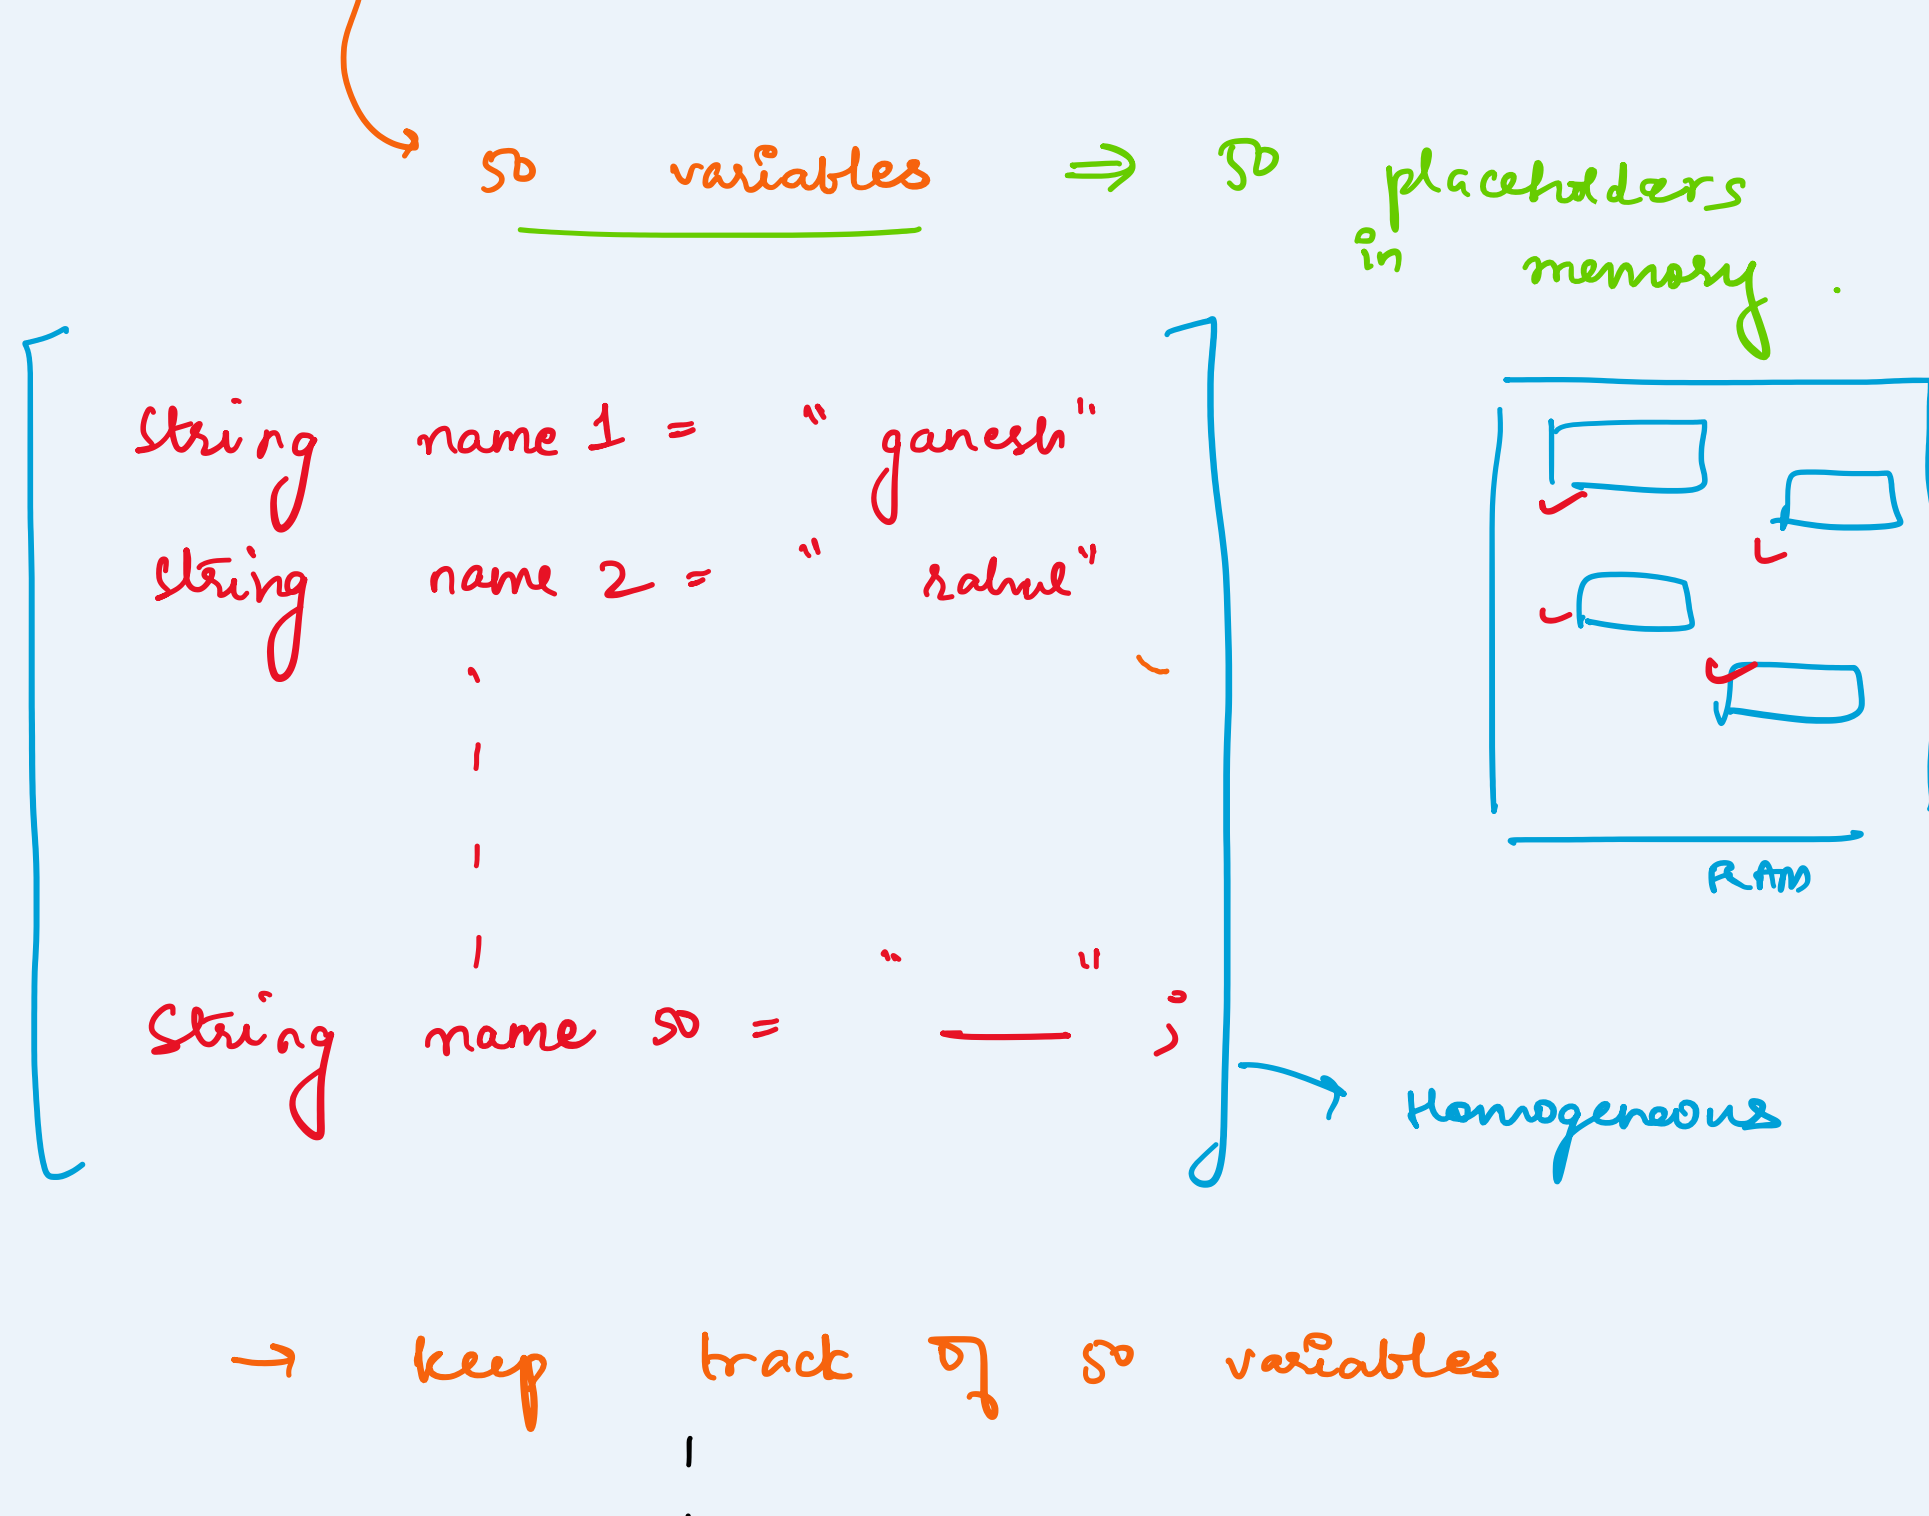 50 variables ⇒ 50 placeholders
in memory .
String name 1 = " ganesh"
String name 2 = " rahul"
String name 50 = " ___ " ;
RAM
→ Homogeneous
→ keep track of 50 variables